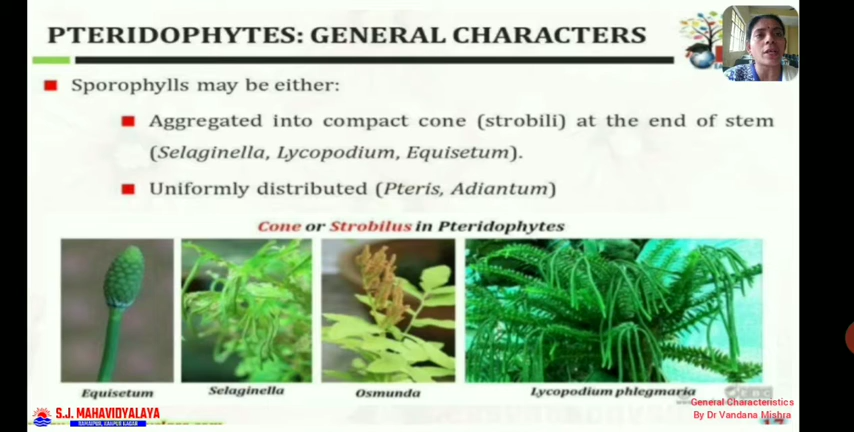 PTERIDOPHYTES: GENERAL CHARACTERS
Sporophylls may be either:
Aggregated into compact cone (strobili) at the end of stem
(Selaginella, Lycopodium, Equisetum).
Uniformly distributed (Pteris, Adiantum)
Cone or Strobilus in Pteridophytes
Equisetum
Selaginella
Osmunda
Lycopodium phlegmaria
General Characteristics
By Dr Vandana Mishra
S.J. MAHAVIDYALAYA